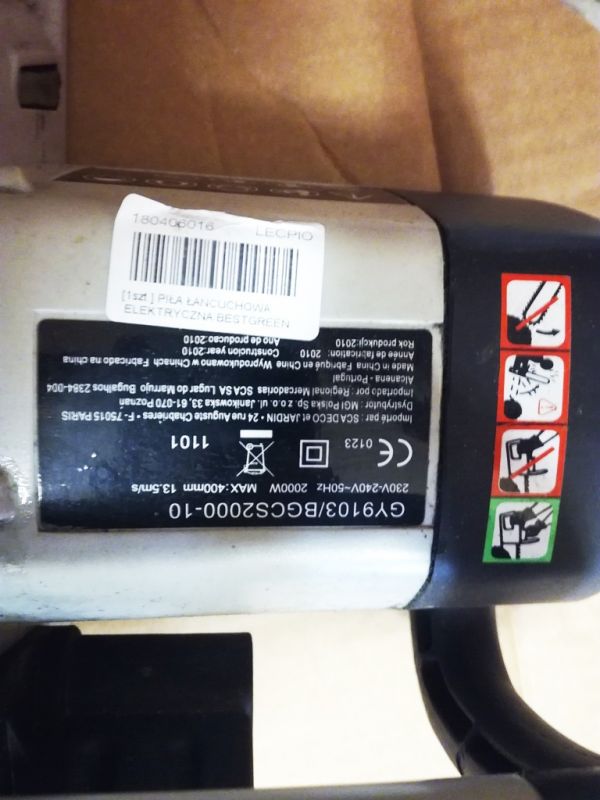 180406016 LECPIO
[1szt.] PIŁA ŁAŃCUCHOWA
ELEKTRYCZNA BESTGREEN
GY9103/BGCS2000-10
230V-240V~50Hz 2000W MAX:400mm 13.5m/s
CE 0123 1101
Importé : par SCA DECO et JARDIN • 24 rue Auguste Chabrières • F- 75015 PARIS
Dystrybutor : MGI Polska Sp. z o.o. ul. Jankowska 33, 61-070 Poznań
importado por : Regional Mercadorias SCA SA Lugar do Marrujo Bugalhos 2384-004
Alcanena - Portugal
Made in China Fabriqué en Chine Wyprodukowano w Chinach Fabricado na china
Année de fabrication: 2010 Construction year:2010
Rok produkcji:2010 Ano de producao:2010